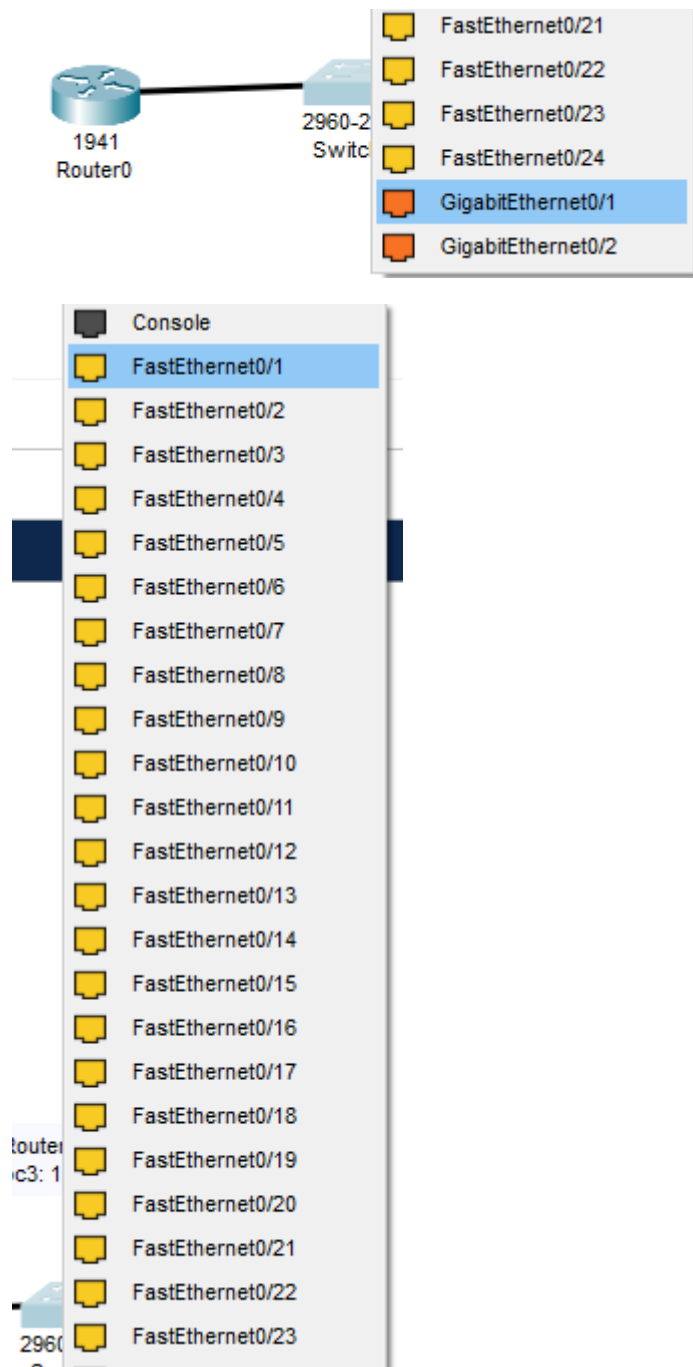 FastEthernet0/21
FastEthernet0/22
FastEthernet0/23
FastEthernet0/24
GigabitEthernet0/1
GigabitEthernet0/2
1941
Router0
2960-2
Switc
Console
FastEthernet0/1
FastEthernet0/2
FastEthernet0/3
FastEthernet0/4
FastEthernet0/5
FastEthernet0/6
FastEthernet0/7
FastEthernet0/8
FastEthernet0/9
FastEthernet0/10
FastEthernet0/11
FastEthernet0/12
FastEthernet0/13
FastEthernet0/14
FastEthernet0/15
FastEthernet0/16
FastEthernet0/17
FastEthernet0/18
FastEthernet0/19
FastEthernet0/20
FastEthernet0/21
FastEthernet0/22
FastEthernet0/23
Router
c3: 1
2960